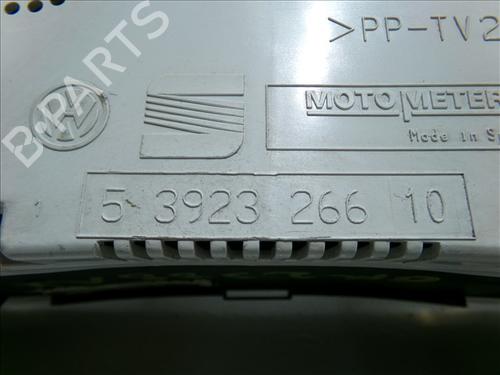 >PP-TV2
MOTOMETER
Made in Sp
5 3923 266 10
B-PARTS